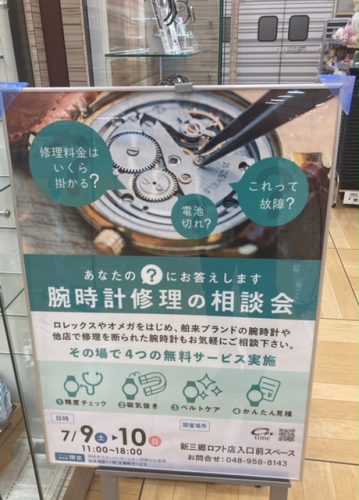 修理料金は
いくら
掛かる?
これって
故障?
電池
切れ?
あなたの?にお答えします
腕時計修理の相談会
ロレックスやオメガをはじめ、舶来ブランドの腕時計や
他店で修理を断られた腕時計もお気軽にご相談下さい。
その場で4つの無料サービス実施
①精度チェック
②磁気抜き
③ベルトケア
④かんたん見積
日時
7/9土→10日
11:00~18:00
開催場所
Time
新三郷ロフト店入口前スペース
お問合せ:048-958-8143
限定